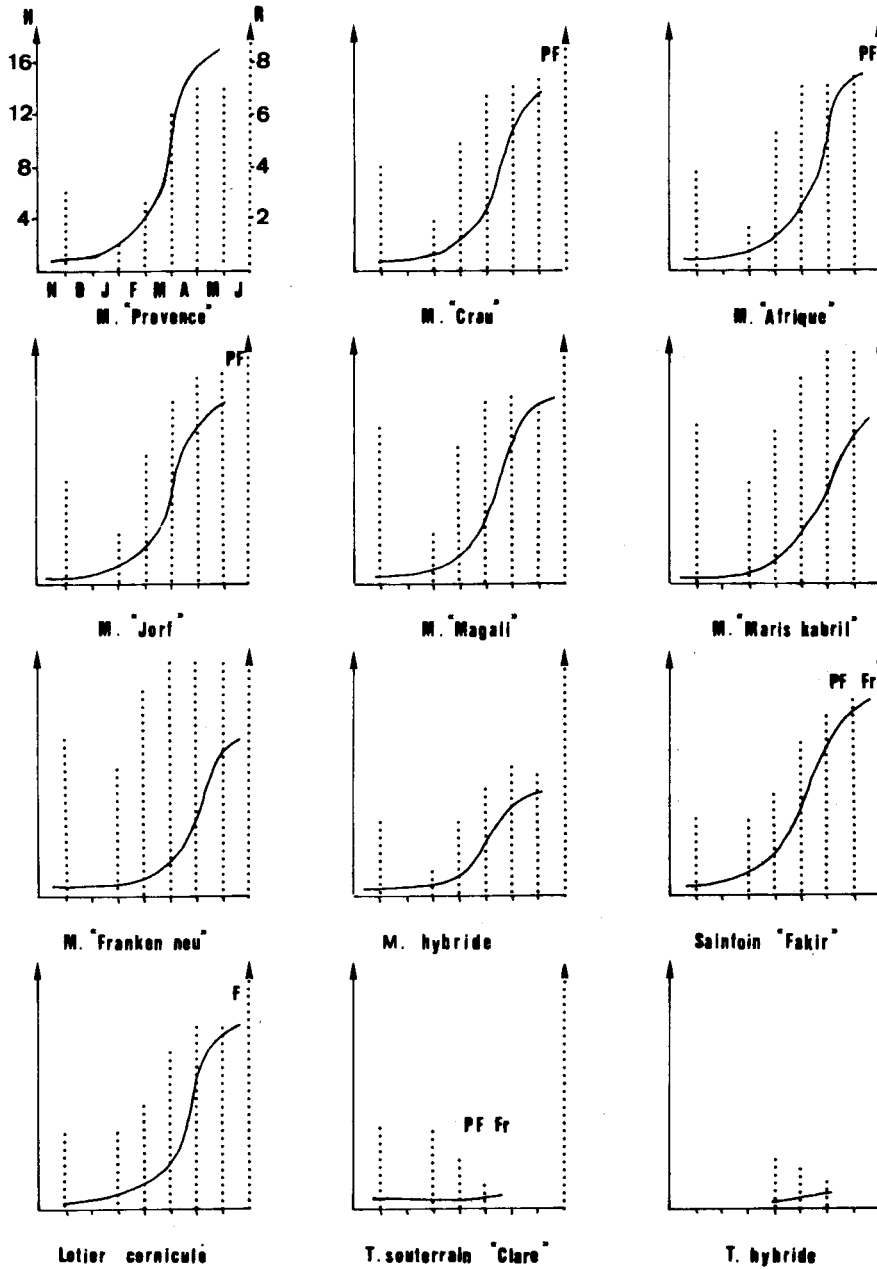 N R
16 8
12 6
8 4
4 2
N D J F M A M J
M. "Provence"
PF
M. "Crau"
PF
M. "Afrique"
PF
M. "Jorf"
M. "Magali"
M. "Maris kabril"
M. "Franken neu"
M. hybride
PF Fr
Sainfoin "Fakir"
F
Lotier corniculé
PF Fr
T. souterrain "Clare"
T. hybride